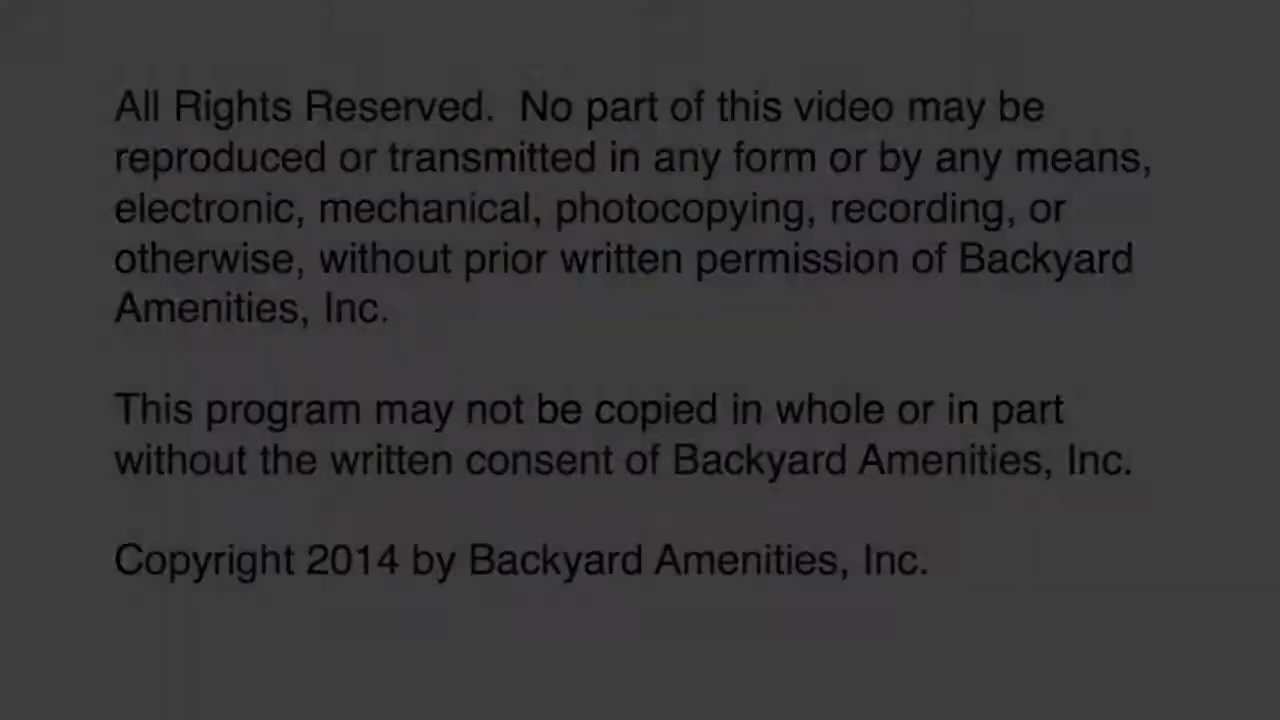 All Rights Reserved.  No part of this video may be
reproduced or transmitted in any form or by any means,
electronic, mechanical, photocopying, recording, or
otherwise, without prior written permission of Backyard
Amenities, Inc.
This program may not be copied in whole or in part
without the written consent of Backyard Amenities, Inc.
Copyright 2014 by Backyard Amenities, Inc.